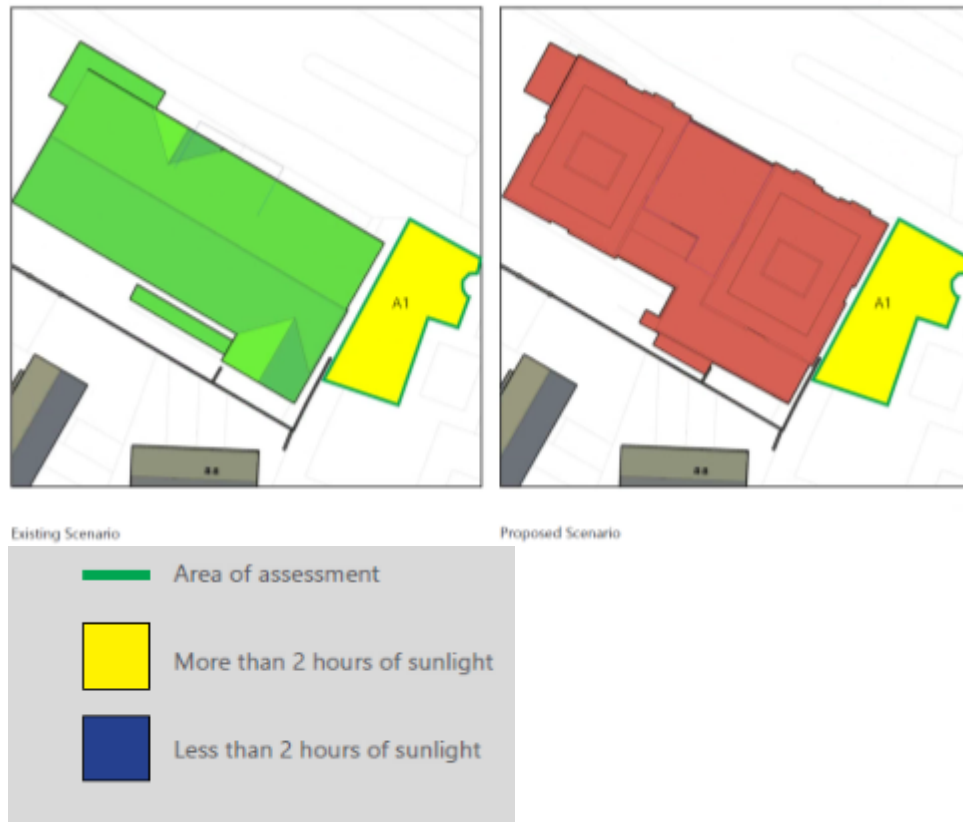 A1
A1
Existing Scenario
Proposed Scenario
Area of assessment
More than 2 hours of sunlight
Less than 2 hours of sunlight